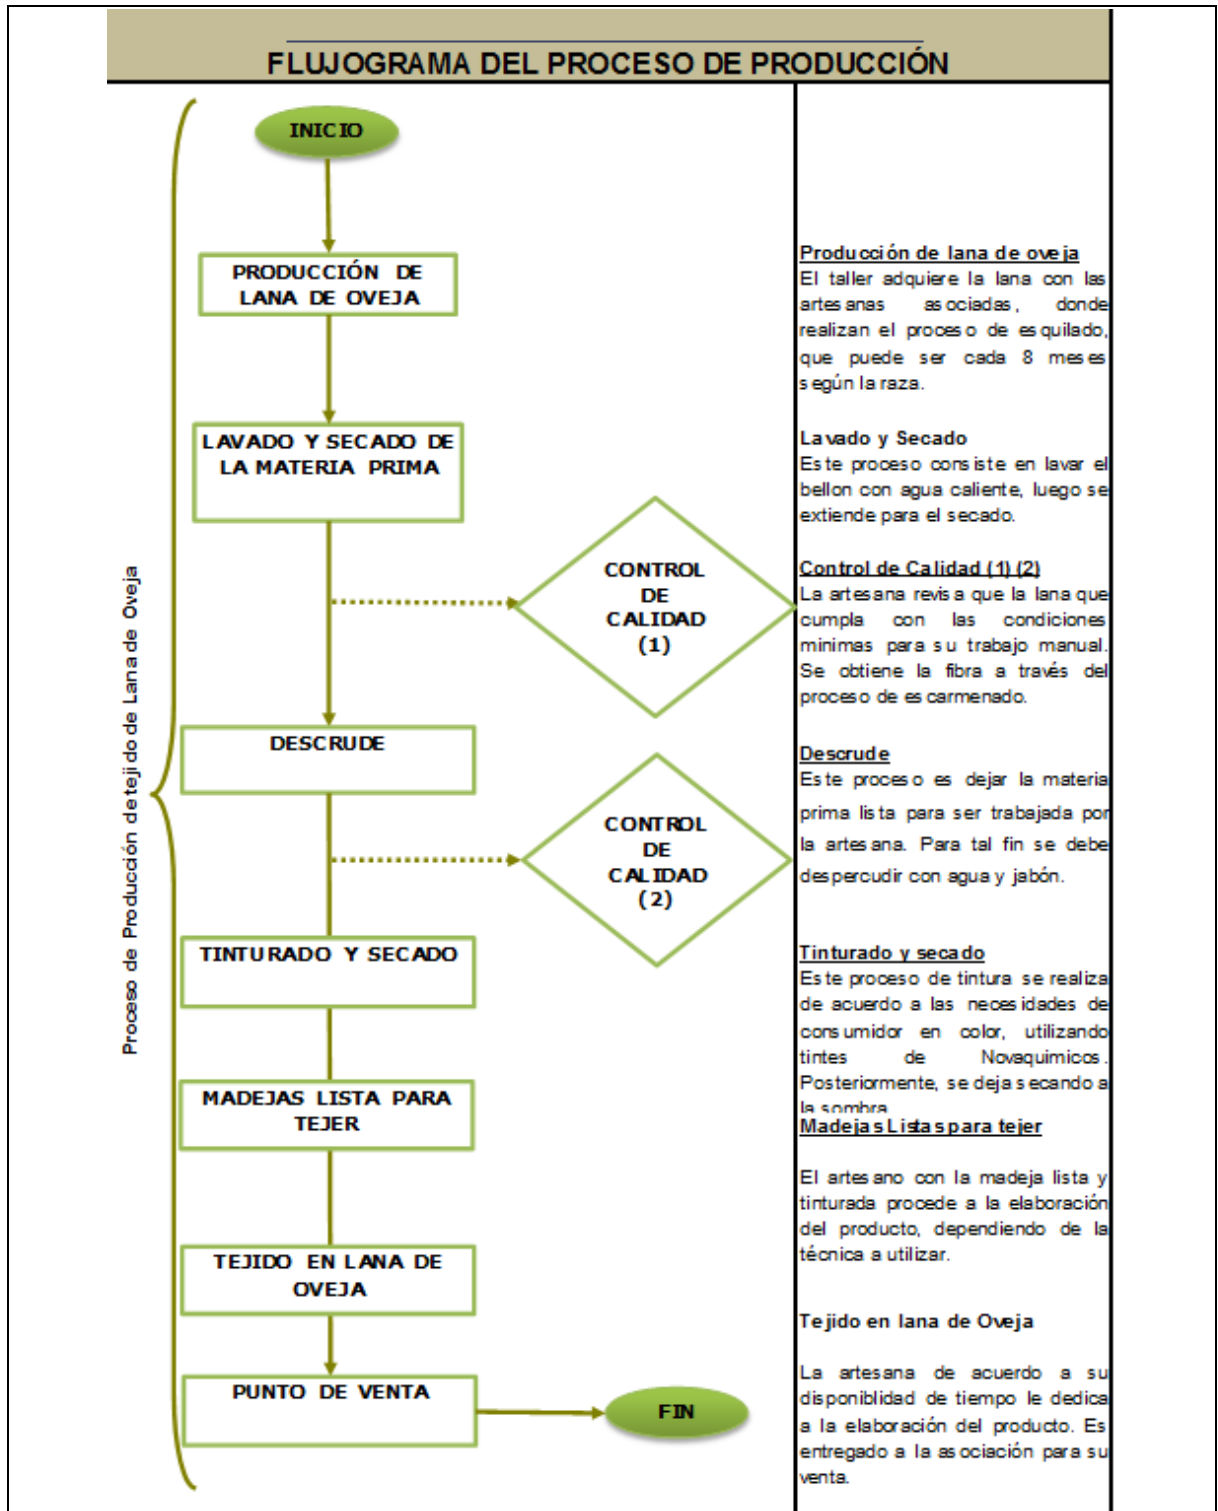 FLUJOGRAMA DEL PROCESO DE PRODUCCIÓN
INICIO
PRODUCCIÓN DE
LANA DE OVEJA
LAVADO Y SECADO DE
LA MATERIA PRIMA
CONTROL
DE
CALIDAD
(1)
DESCRUDE
CONTROL
DE
CALIDAD
(2)
TINTURADO Y SECADO
MADEJAS LISTA PARA
TEJER
TEJIDO EN LANA DE
OVEJA
PUNTO DE VENTA
FIN
Proceso de Producción de tejido de Lana de Oveja
Producción de lana de oveja
El taller adquiere la lana con las
artesanas asociadas, donde
realizan el proceso de esquilado,
que puede ser cada 8 meses
según la raza.
Lavado y Secado
Este proceso consiste en lavar el
bellon con agua caliente, luego se
extiende para el secado.
Control de Calidad (1) (2)
La artesana revisa que la lana que
cumpla con las condiciones
minimas para su trabajo manual.
Se obtiene la fibra a través del
proceso de escarmenado.
Descrude
Este proceso es dejar la materia
prima lista para ser trabajada por
la artesana. Para tal fin se debe
despercudir con agua y jabón.
Tinturado y secado
Este proceso de tintura se realiza
de acuerdo a las necesidades de
consumidor en color, utilizando
tintes de Novaquimicos.
Posteriormente, se deja secando a
la sombra
Madejas Listas para tejer
El artesano con la madeja lista y
tinturada procede a la elaboración
del producto, dependiendo de la
técnica a utilizar.
Tejido en lana de Oveja
La artesana de acuerdo a su
disponiblidad de tiempo le dedica
a la elaboración del producto. Es
entregado a la asociación para su
venta.